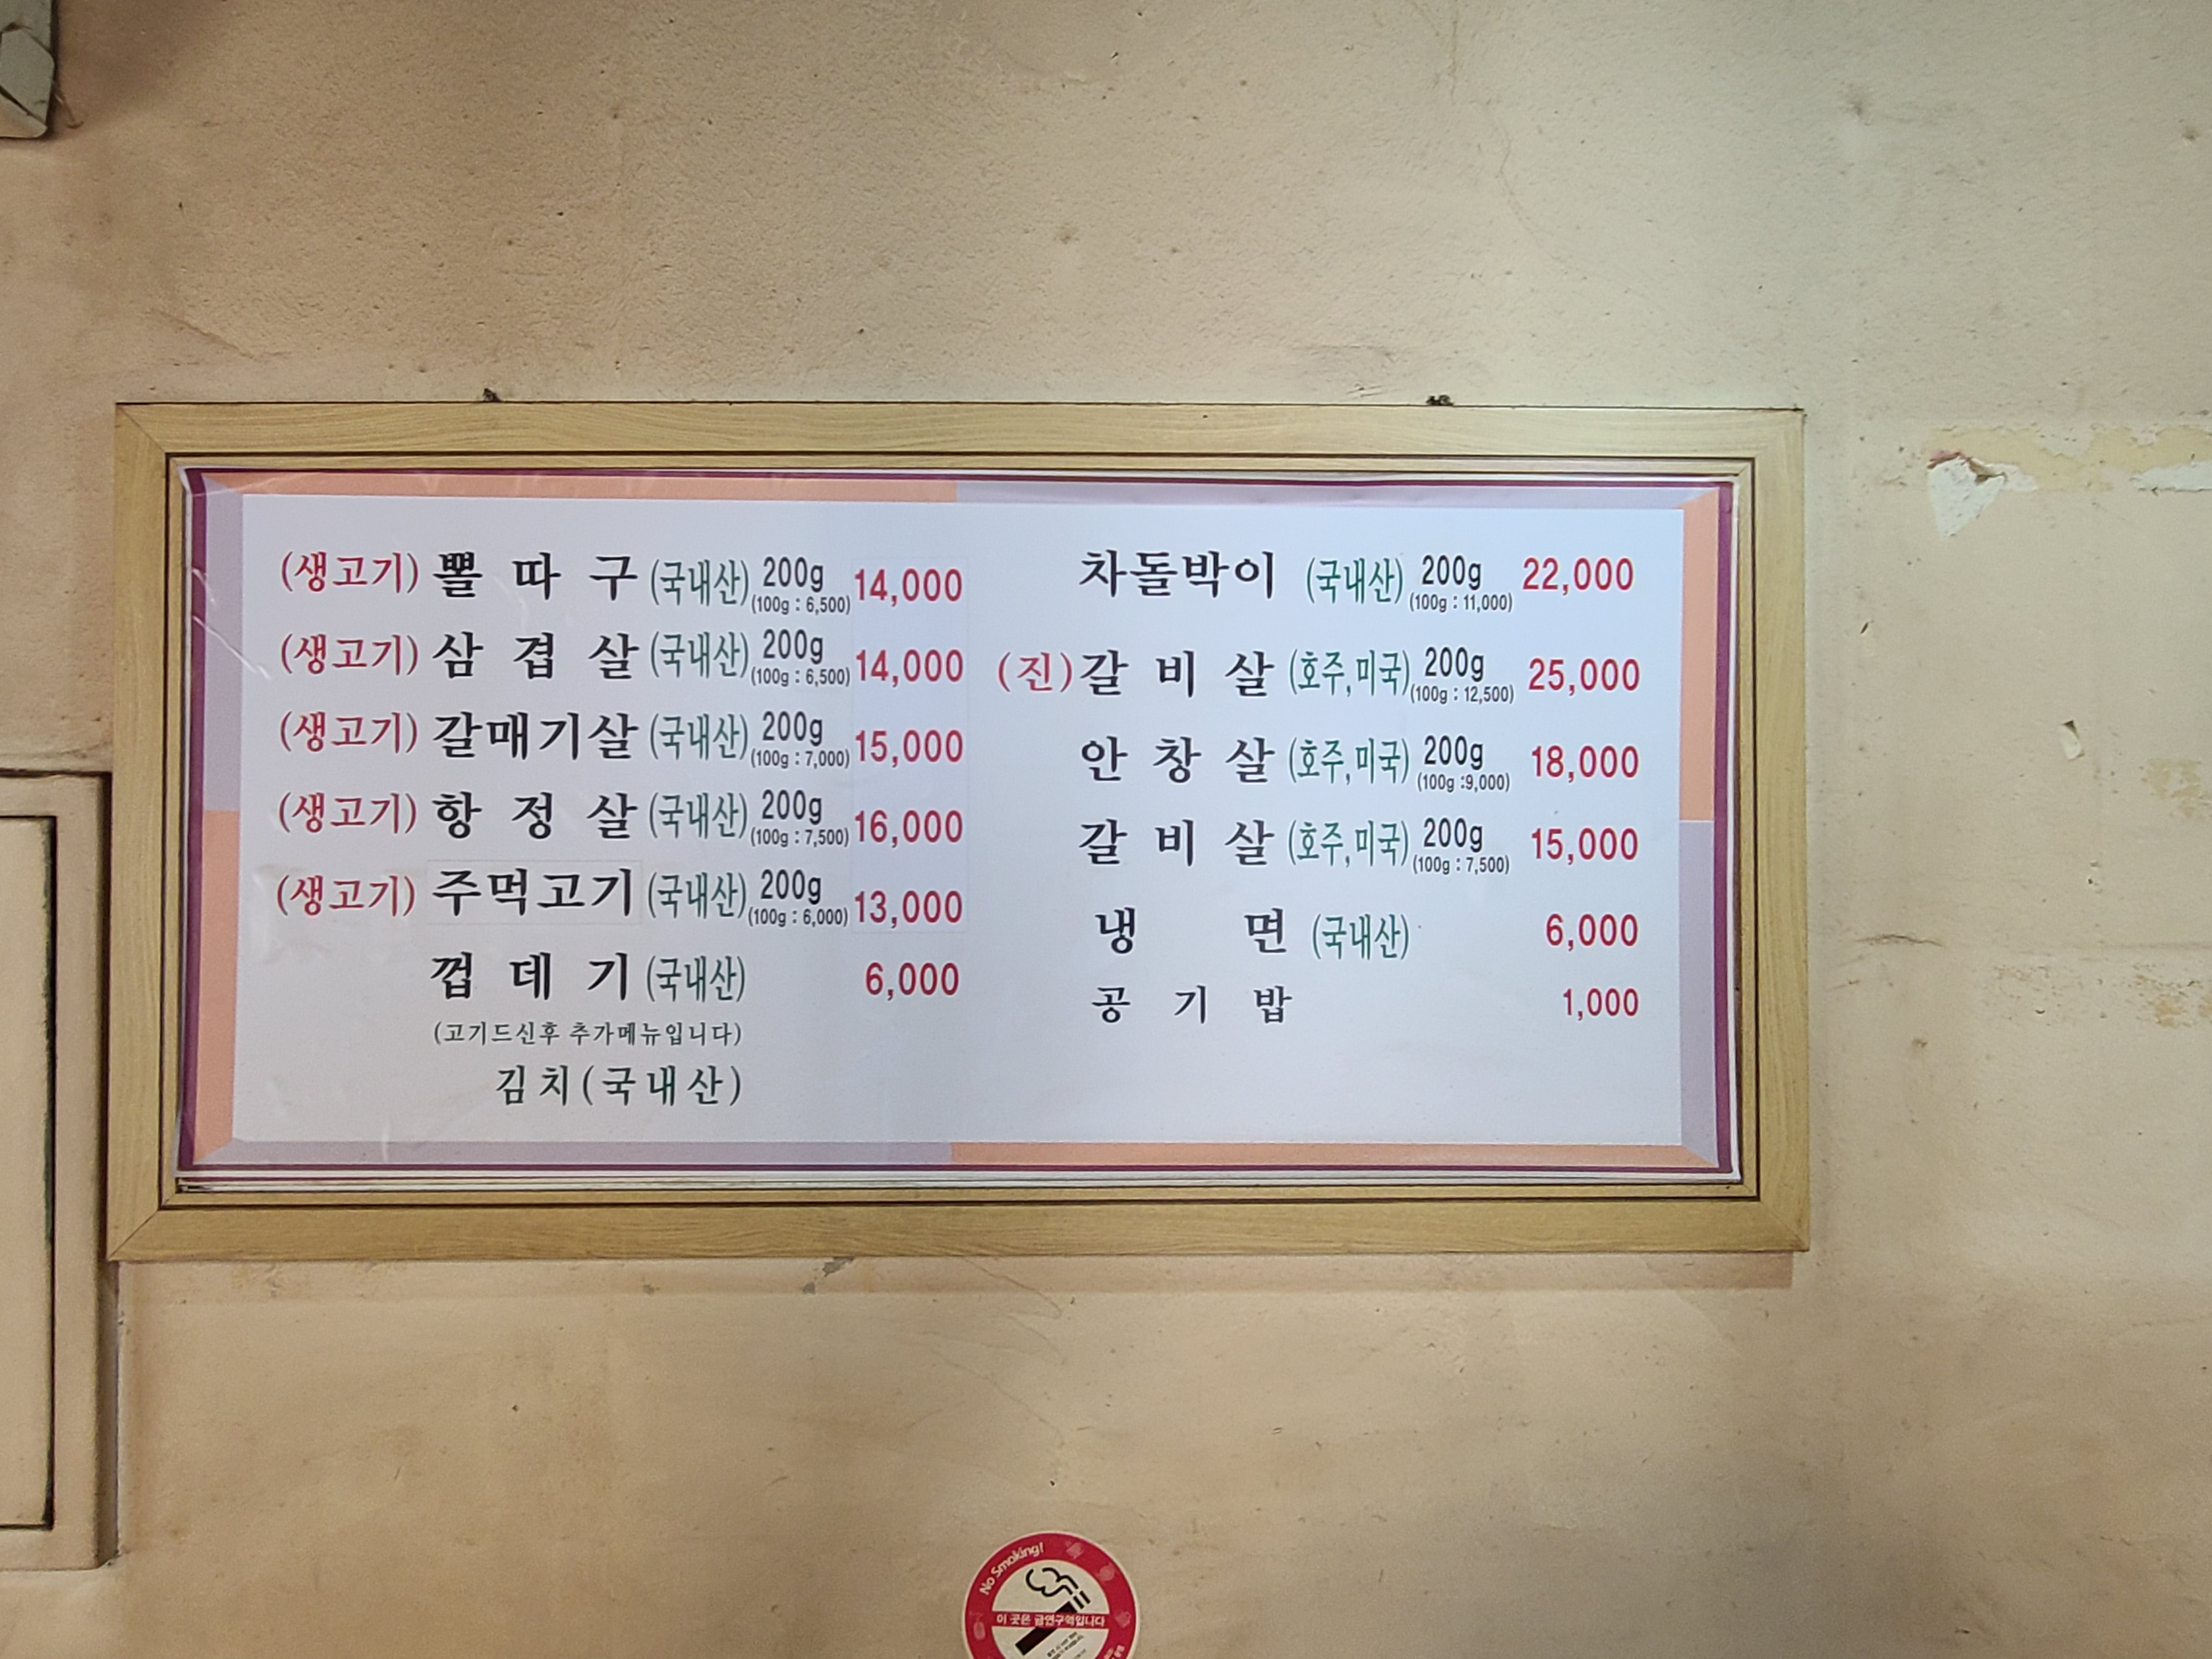 (생고기) 뽈따구 (국내산) 200g (100g : 6,500) 14,000
(생고기) 삼겹살 (국내산) 200g (100g : 6,500) 14,000
(생고기) 갈매기살 (국내산) 200g (100g : 7,000) 15,000
(생고기) 항정살 (국내산) 200g (100g : 7,500) 16,000
(생고기) 주먹고기 (국내산) 200g (100g : 6,000) 13,000
껍데기 (국내산) 6,000
(고기드신후 추가메뉴입니다)
김치(국내산)
차돌박이 (국내산) 200g (100g : 11,000) 22,000
(진)갈비살 (호주,미국) 200g (100g : 12,500) 25,000
안창살 (호주,미국) 200g (100g :9,000) 18,000
갈비살 (호주,미국) 200g (100g : 7,500) 15,000
냉면 (국내산) 6,000
공기밥 1,000
No Smoking!
이 곳은 금연구역입니다